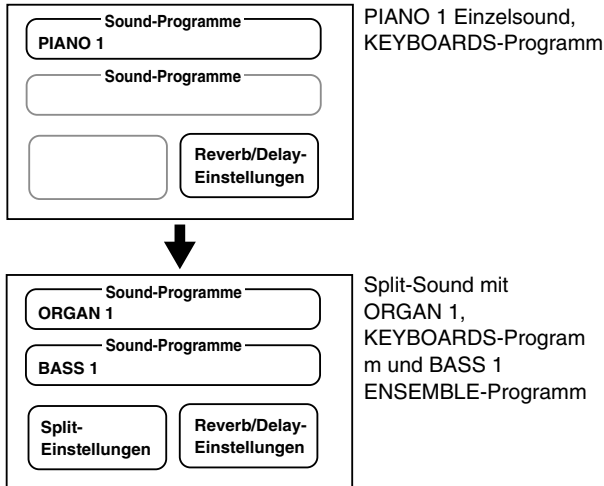 Sound-Programme
PIANO 1
Sound-Programme
Reverb/Delay-
Einstellungen
PIANO 1 Einzelsound,
KEYBOARDS-Programm
Sound-Programme
ORGAN 1
Sound-Programme
BASS 1
Split-
Einstellungen
Reverb/Delay-
Einstellungen
Split-Sound mit
ORGAN 1,
KEYBOARDS-Program
m und BASS 1
ENSEMBLE-Programm